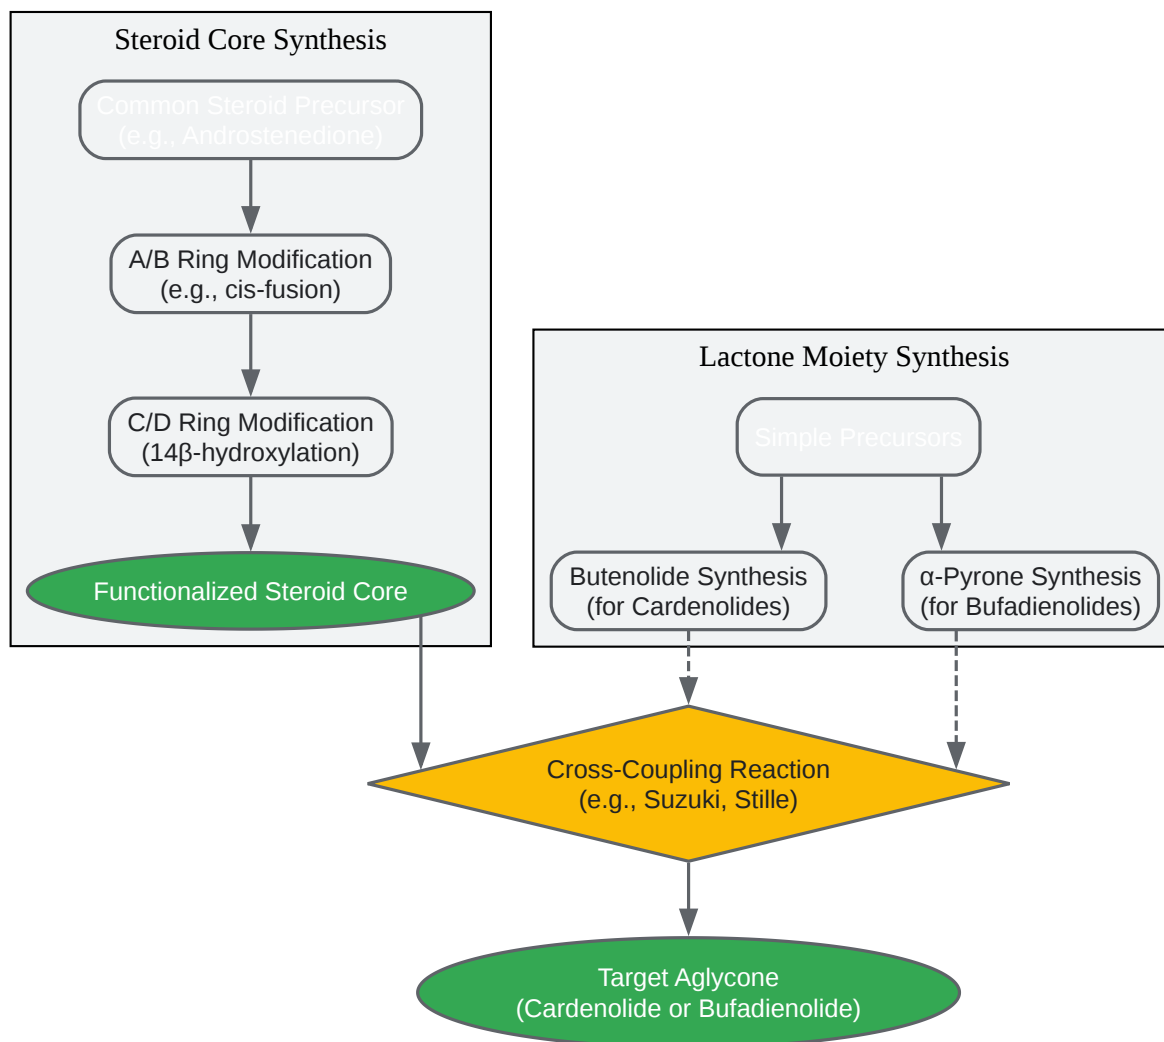 Steroid Core Synthesis
Common Steroid Precursor
(e.g., Androstenedione)
A/B Ring Modification
(e.g., cis-fusion)
C/D Ring Modification
(14β-hydroxylation)
Functionalized Steroid Core
Lactone Moiety Synthesis
Simple Precursors
Butenolide Synthesis
(for Cardenolides)
α-Pyrone Synthesis
(for Bufadienolides)
Cross-Coupling Reaction
(e.g., Suzuki, Stille)
Target Aglycone
(Cardenolide or Bufadienolide)